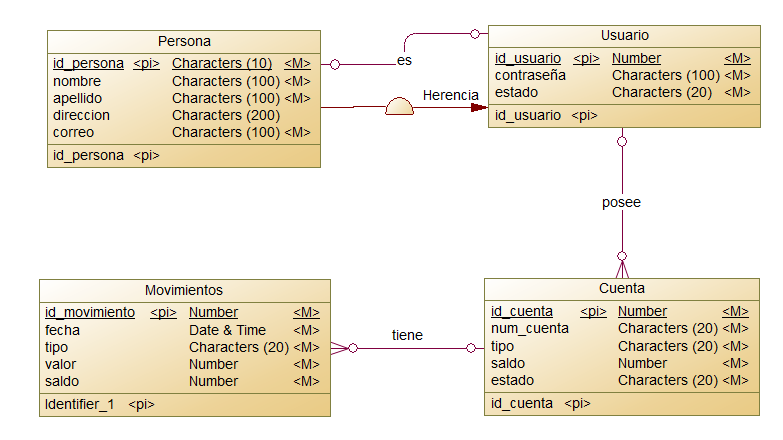 Persona
id_persona <pi> Characters (10) <M>
nombre Characters (100) <M>
apellido Characters (100) <M>
direccion Characters (200)
correo Characters (100) <M>
id_persona <pi>
es
Herencia
Usuario
id_usuario <pi> Number <M>
contraseña Characters (100) <M>
estado Characters (20) <M>
id_usuario <pi>
posee
Movimientos
id_movimiento <pi> Number <M>
fecha Date & Time <M>
tipo Characters (20) <M>
valor Number <M>
saldo Number <M>
Identifier_1 <pi>
tiene
Cuenta
id_cuenta <pi> Number <M>
num_cuenta Characters (20) <M>
tipo Characters (20) <M>
saldo Number <M>
estado Characters (20) <M>
id_cuenta <pi>